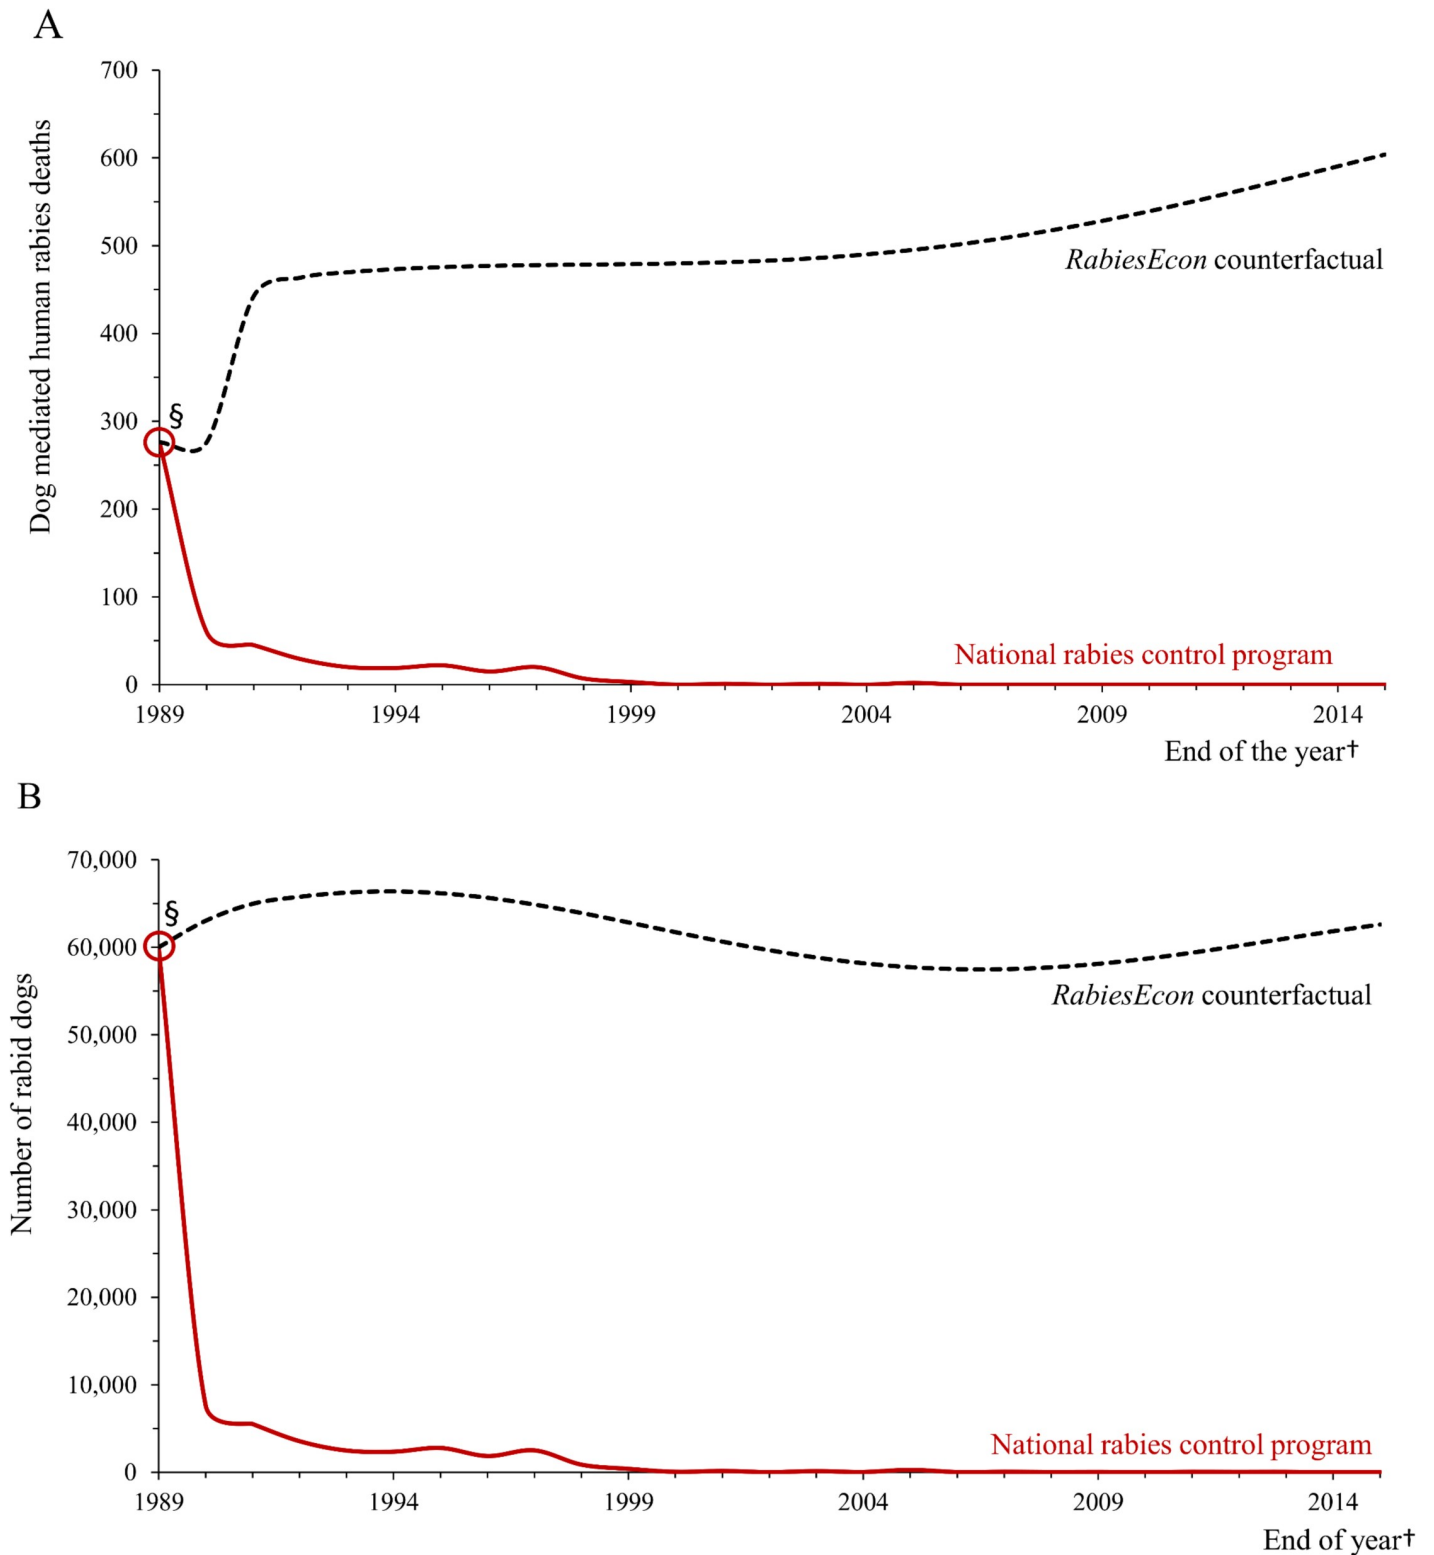 A
700
600
500
400
300
200
100
0
Dog mediated human rabies deaths
§
RabiesEcon counterfactual
National rabies control program
1989 1994 1999 2004 2009 2014
End of the year†
B
70,000
60,000
50,000
40,000
30,000
20,000
10,000
0
Number of rabid dogs
§
RabiesEcon counterfactual
National rabies control program
1989 1994 1999 2004 2009 2014
End of year†